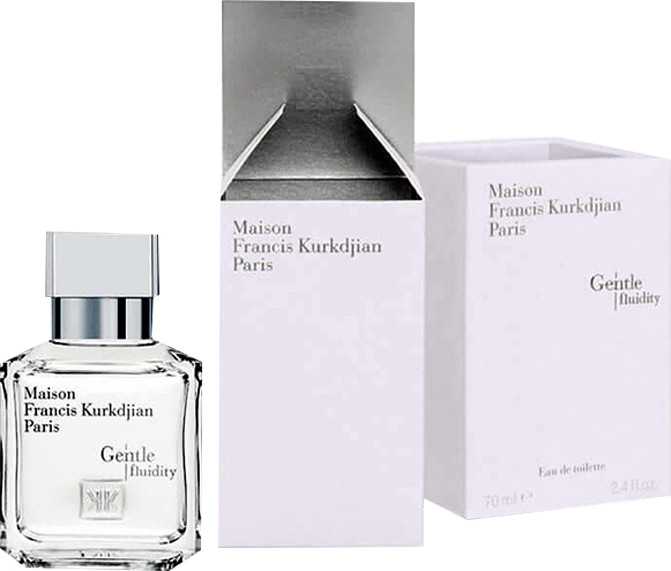 Maison
Francis Kurkdjian
Paris
Gentle
fluidity
Maison
Francis Kurkdjian
Paris
Maison
Francis Kurkdjian
Paris
Gentle
fluidity
Eau de toilette
70 ml e 2.4 fl.oz.